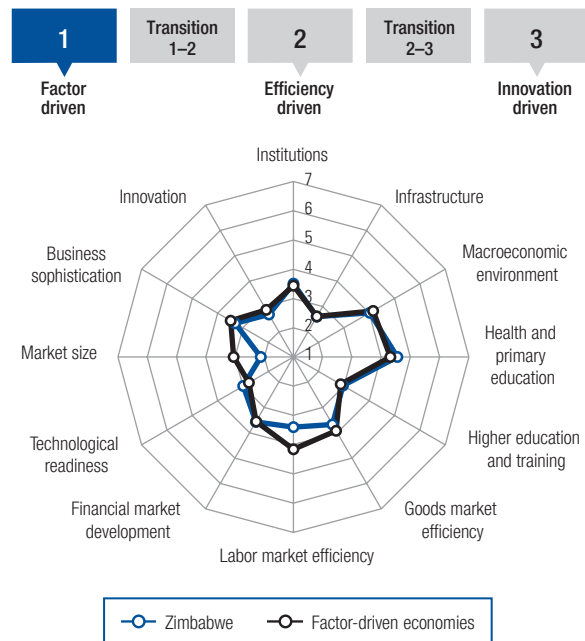 1
Transition
1–2
2
Transition
2–3
3
Factor
driven
Efficiency
driven
Innovation
driven
Institutions
7
6
5
4
3
2
1
Infrastructure
Macroeconomic
environment
Health and
primary
education
Higher education
and training
Goods market
efficiency
Labor market efficiency
Financial market
development
Technological
readiness
Market size
Business
sophistication
Innovation
Zimbabwe
Factor-driven economies